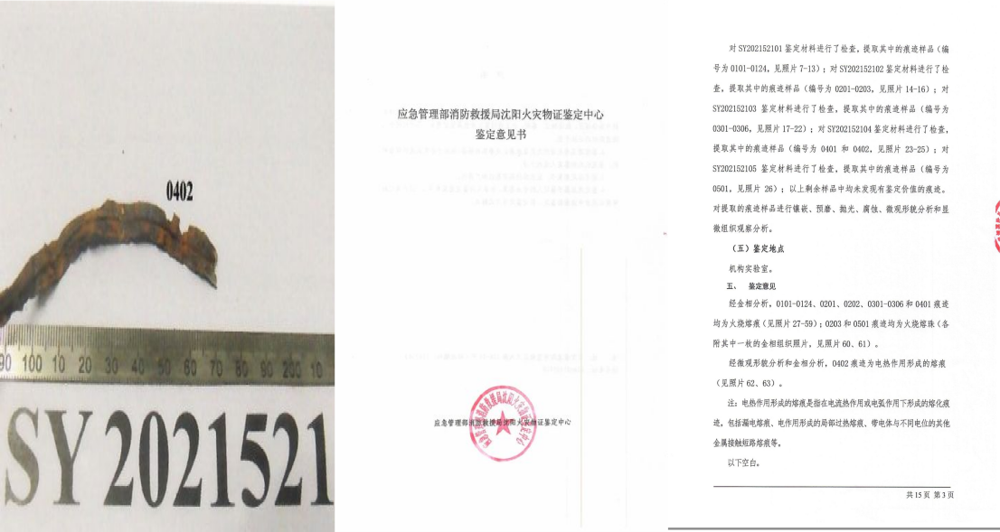 0402
90 100 10 20 30 40 50 60 70 80 90 200 10
SY 2021521
应急管理部消防救援局沈阳火灾物证鉴定中心
鉴定意见书
应急管理部消防救援局沈阳火灾物证鉴定中心
对 SY202152101 鉴定材料进行了检查，提取其中的痕迹样品（编
号为 0101-0124，见照片 7-13）；对 SY202152102 鉴定材料进行了检
查，提取其中的痕迹样品（编号为 0201-0203，见照片 14-16）；对
SY202152103 鉴定材料进行了检查，提取其中的痕迹样品（编号为
0301-0306，见照片 17-22）；对 SY202152104 鉴定材料进行了检查，
提取其中的痕迹样品（编号为 0401 和 0402，见照片 23-25）；对
SY202152105 鉴定材料进行了检查，提取其中的痕迹样品（编号为
0501，见照片 26）；以上剩余样品中均未发现有鉴定价值的痕迹。
对提取的痕迹样品进行镶嵌、预磨、抛光、腐蚀、微观形貌分析和显
微组织观察分析。
（五）鉴定地点
机构实验室。
五、 鉴定意见
经金相分析，0101-0124、0201、0202、0301-0306 和 0401 痕迹
均为火烧熔痕（见照片 27-59）；0203 和 0501 痕迹均为火烧熔珠（各
附其中一枚的金相组织照片，见照片 60、61）。
经微观形貌分析和金相分析，0402 痕迹为电热作用形成的熔痕
（见照片 62、63）。
注：电热作用形成的熔痕是指在电流热作用或电弧作用下形成的熔化痕
迹，包括漏电熔痕、电作用形成的局部过热熔痕、带电体与不同电位的其他
金属接触短路熔痕等。
以下空白。
共 15 页 第 3 页